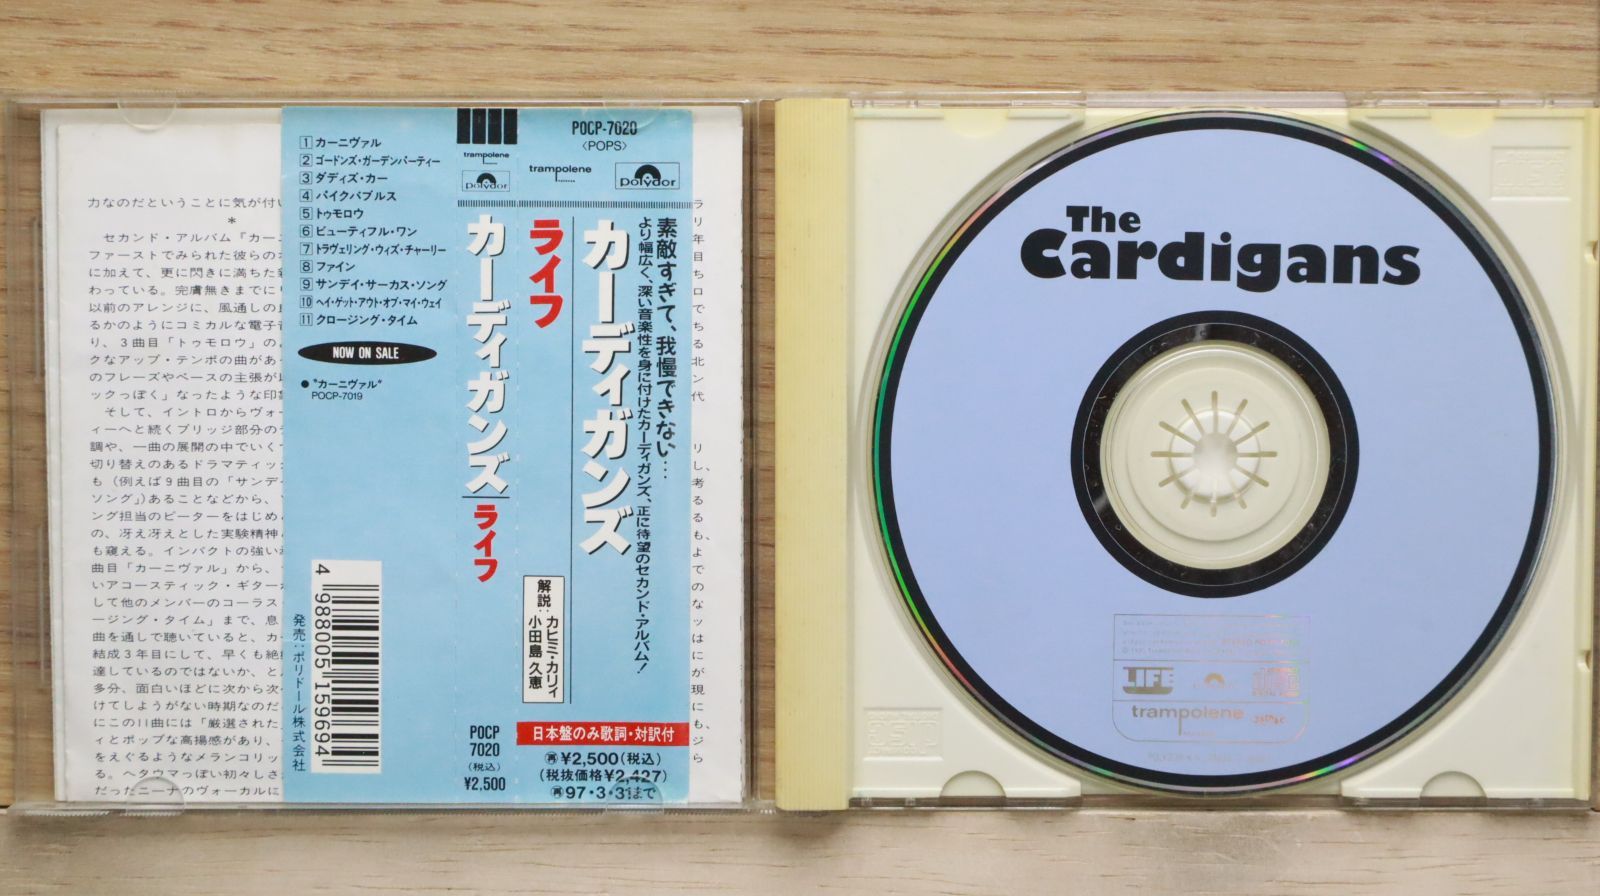 力なのだということに気が付い
*
セカンド・アルバム『カーニ
ファーストでみられた彼らの
に加えて、更に閃きに満ちた
わっている。完膚無きまでに
以前のアレンジに、風通しの
るかのようにコミカルな電子
り、3曲目「トゥモロウ」の
クなアップ・テンポの曲があ
のフレーズやベースの主張が
ックっぽく」なったような印
そして、イントロからヴォー
ィーへと続くブリッジ部分の
調や、一曲の展開の中でいく
切り替えのあるドラマティッ
も(例えば9曲目の「サンデ
ソング」)あることなどから、
ング担当のピーターをはじめ
の、冴え冴えとした実験精神
も窺える。インパクトの強い
曲目「カーニヴァル」から、
いアコースティック・ギター
して他のメンバーのコーラス
ージング・タイム」まで、息
曲を通して聴いていると、カ
結成3年目にして、早くも絶
達しているのではないか、と
多分、面白いほどに次から次
けてしようがない時期なのだ
にこの11曲には「厳選された
ィとポップな高揚感があり、
をえぐるようなメランコリッ
る。ヘタウマっぽい初々しさ
だったニーナのヴォーカルに
1 カーニヴァル
2 ゴードンズ・ガーデンパーティー
3 ダディズ・カー
4 パイクバブルス
5 トゥモロウ
6 ビューティフル・ワン
7 トラヴェリング・ウィズ・チャーリー
8 ファイン
9 サンデイ・サーカス・ソング
10 ヘイ・ゲット・アウト・オブ・マイ・ウェイ
11 クロージング・タイム
NOW ON SALE
●“カーニヴァル”
POCP-7019
4 988005 159694
発売:ポリドール株式会社
trampolene
Polydor
カーディガンズ
ライフ
POCP
7020
(税込)
¥2,500
POCP-7020
〈POPS〉
trampolene
Polydor
素敵すぎて、我慢できない…
より幅広く、深い音楽性を身に付けたカーディガンズ、正に待望のセカンド・アルバム!
カーディガンズ
ライフ
解説:カヒミ・カリィ
小田島久恵
日本盤のみ歌詞・対訳付
再¥2,500(税込)
(税抜価格¥2,427)
再97・3・31まで
The
Cardigans
LIFE
Polydor
trampolene